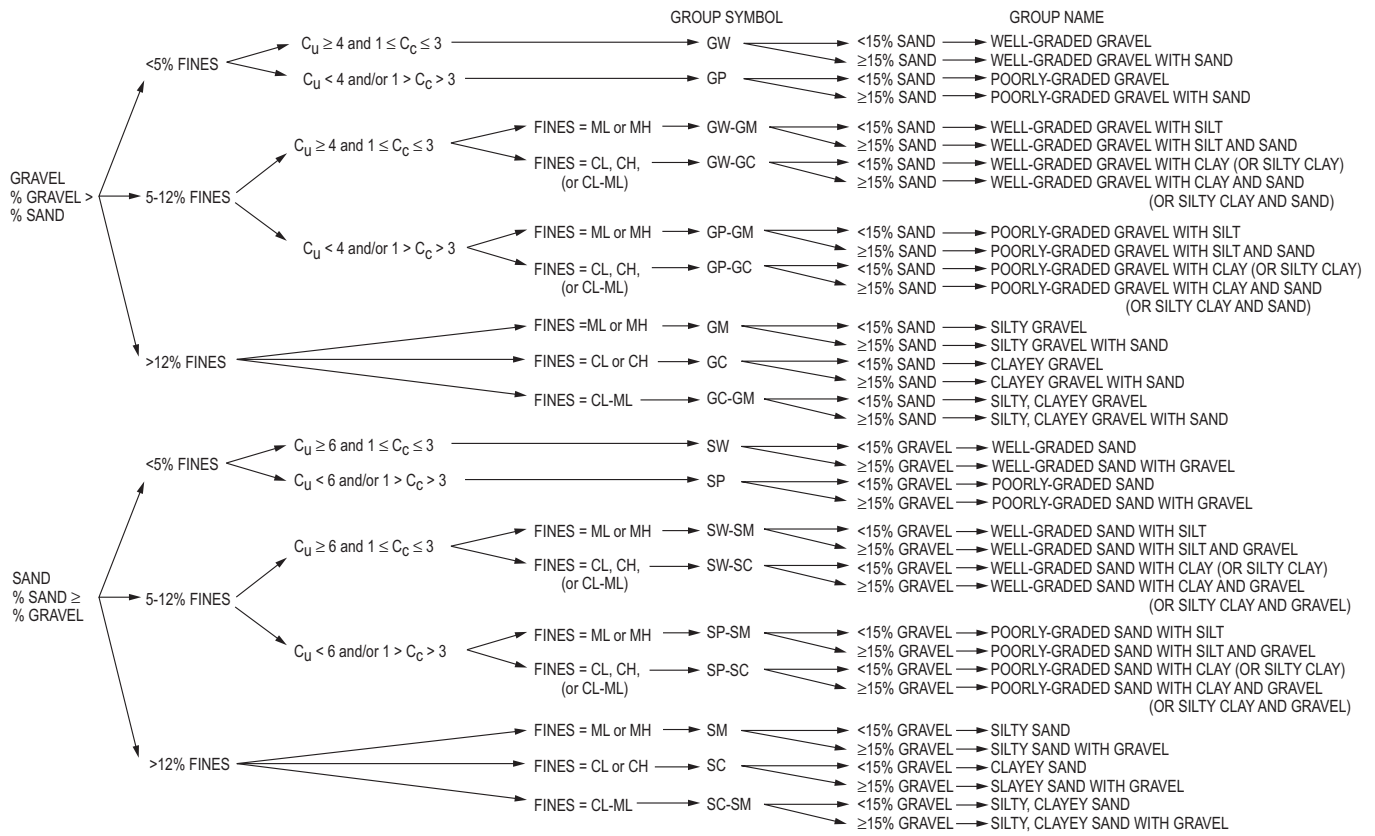 GROUP SYMBOL GROUP NAME
<5% FINES
Cu ≥ 4 and 1 ≤ Cc ≤ 3 GW <15% SAND WELL-GRADED GRAVEL
≥15% SAND WELL-GRADED GRAVEL WITH SAND
Cu < 4 and/or 1 > Cc > 3 GP <15% SAND POORLY-GRADED GRAVEL
≥15% SAND POORLY-GRADED GRAVEL WITH SAND
GRAVEL
% GRAVEL >
% SAND
5-12% FINES
Cu ≥ 4 and 1 ≤ Cc ≤ 3
FINES = ML or MH GW-GM <15% SAND WELL-GRADED GRAVEL WITH SILT
≥15% SAND WELL-GRADED GRAVEL WITH SILT AND SAND
FINES = CL, CH, GW-GC <15% SAND WELL-GRADED GRAVEL WITH CLAY (OR SILTY CLAY)
(or CL-ML) ≥15% SAND WELL-GRADED GRAVEL WITH CLAY AND SAND
(OR SILTY CLAY AND SAND)
Cu < 4 and/or 1 > Cc > 3
FINES = ML or MH GP-GM <15% SAND POORLY-GRADED GRAVEL WITH SILT
≥15% SAND POORLY-GRADED GRAVEL WITH SILT AND SAND
FINES = CL, CH, GP-GC <15% SAND POORLY-GRADED GRAVEL WITH CLAY (OR SILTY CLAY)
(or CL-ML) ≥15% SAND POORLY-GRADED GRAVEL WITH CLAY AND SAND
(OR SILTY CLAY AND SAND)
>12% FINES
FINES =ML or MH GM <15% SAND SILTY GRAVEL
≥15% SAND SILTY GRAVEL WITH SAND
FINES = CL or CH GC <15% SAND CLAYEY GRAVEL
≥15% SAND CLAYEY GRAVEL WITH SAND
FINES = CL-ML GC-GM <15% SAND SILTY, CLAYEY GRAVEL
≥15% SAND SILTY, CLAYEY GRAVEL WITH SAND
<5% FINES
Cu ≥ 6 and 1 ≤ Cc ≤ 3 SW <15% GRAVEL WELL-GRADED SAND
≥15% GRAVEL WELL-GRADED SAND WITH GRAVEL
Cu < 6 and/or 1 > Cc > 3 SP <15% GRAVEL POORLY-GRADED SAND
≥15% GRAVEL POORLY-GRADED SAND WITH GRAVEL
SAND
% SAND ≥
% GRAVEL
5-12% FINES
Cu ≥ 6 and 1 ≤ Cc ≤ 3
FINES = ML or MH SW-SM <15% GRAVEL WELL-GRADED SAND WITH SILT
≥15% GRAVEL WELL-GRADED SAND WITH SILT AND GRAVEL
FINES = CL, CH, SW-SC <15% GRAVEL WELL-GRADED SAND WITH CLAY (OR SILTY CLAY)
(or CL-ML) ≥15% GRAVEL WELL-GRADED SAND WITH CLAY AND GRAVEL
(OR SILTY CLAY AND GRAVEL)
Cu < 6 and/or 1 > Cc > 3
FINES = ML or MH SP-SM <15% GRAVEL POORLY-GRADED SAND WITH SILT
≥15% GRAVEL POORLY-GRADED SAND WITH SILT AND GRAVEL
FINES = CL, CH, SP-SC <15% GRAVEL POORLY-GRADED SAND WITH CLAY (OR SILTY CLAY)
(or CL-ML) ≥15% GRAVEL POORLY-GRADED SAND WITH CLAY AND GRAVEL
(OR SILTY CLAY AND GRAVEL)
>12% FINES
FINES = ML or MH SM <15% GRAVEL SILTY SAND
≥15% GRAVEL SILTY SAND WITH GRAVEL
FINES = CL or CH SC <15% GRAVEL CLAYEY SAND
≥15% GRAVEL SLAYEY SAND WITH GRAVEL
FINES = CL-ML SC-SM <15% GRAVEL SILTY, CLAYEY SAND
≥15% GRAVEL SILTY, CLAYEY SAND WITH GRAVEL